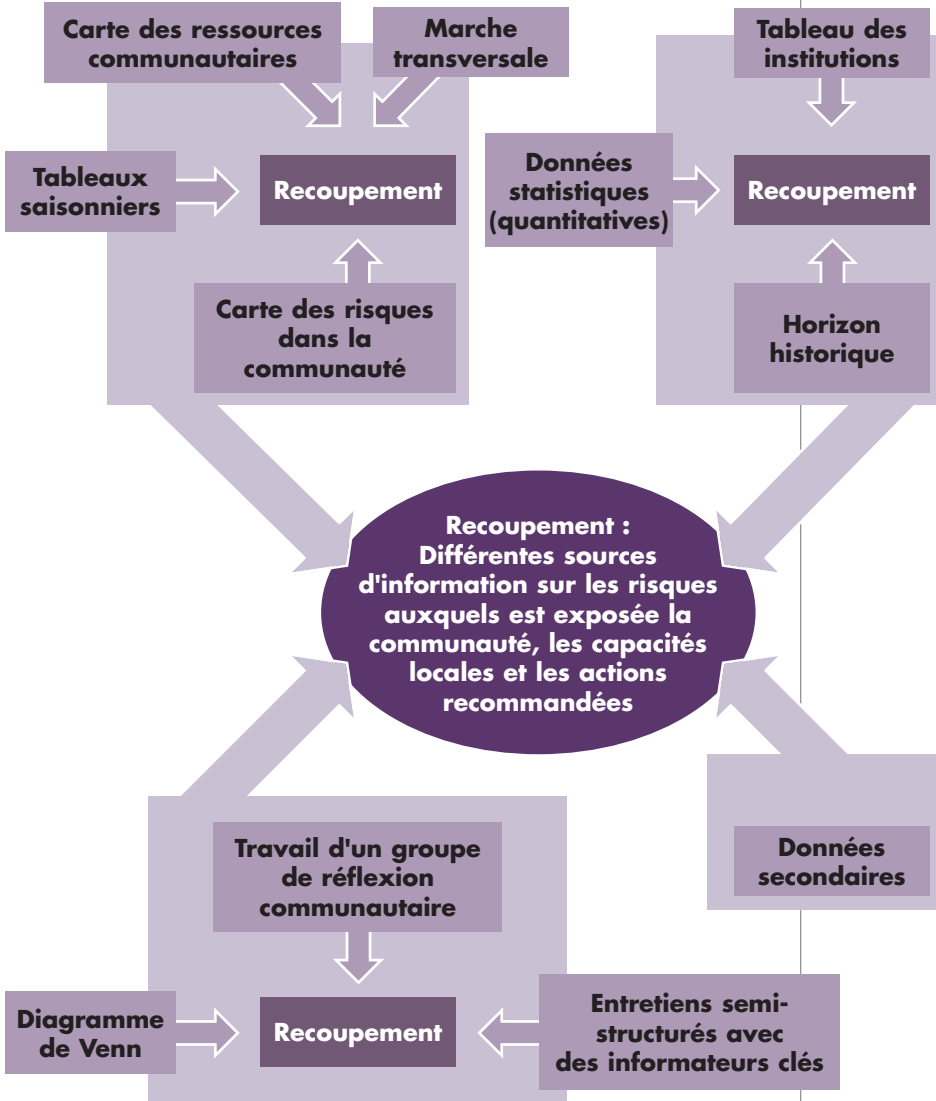 Carte des ressources
communautaires
Marche
transversale
Tableaux
saisonniers
Recoupement
Carte des risques
dans la
communauté
Tableau des
institutions
Données
statistiques
(quantitatives)
Recoupement
Horizon
historique
Recoupement :
Différentes sources
d'information sur les risques
auxquels est exposée la
communauté, les capacités
locales et les actions
recommandées
Travail d'un groupe
de réflexion
communautaire
Diagramme
de Venn
Recoupement
Entretiens semi-
structurés avec
des informateurs clés
Données
secondaires